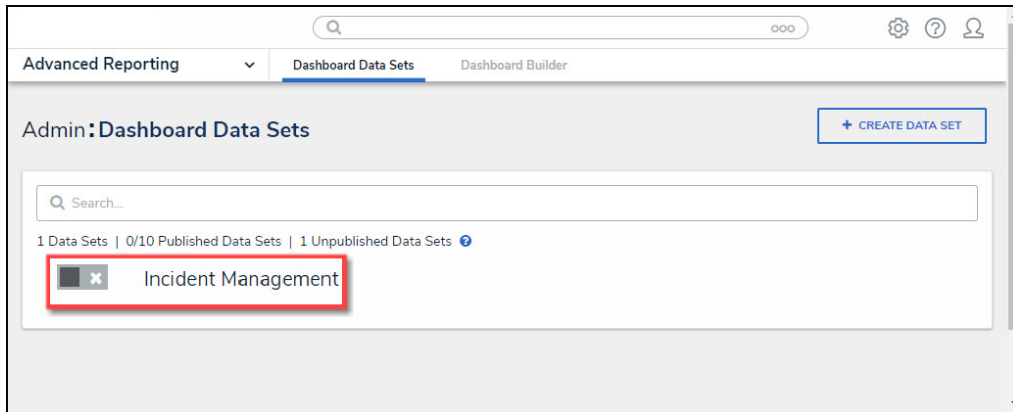 ooo
Advanced Reporting
Dashboard Data Sets
Dashboard Builder
Admin:Dashboard Data Sets
+ CREATE DATA SET
Search...
1 Data Sets | 0/10 Published Data Sets | 1 Unpublished Data Sets ?
Incident Management